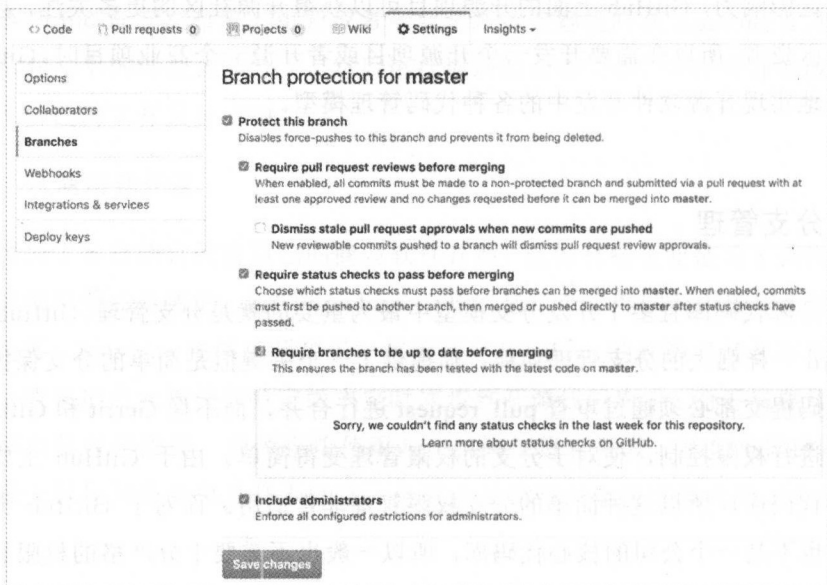 Code Pull requests 0 Projects 0 Wiki Settings Insights
Options
Collaborators
Branches
Webhooks
Integrations & services
Deploy keys
Branch protection for master
Protect this branch
Disables force-pushes to this branch and prevents it from being deleted.
Require pull request reviews before merging
When enabled, all commits must be made to a non-protected branch and submitted via a pull request with at
least one approved review and no changes requested before it can be merged into master.
Dismiss stale pull request approvals when new commits are pushed
New reviewable commits pushed to a branch will dismiss pull request review approvals.
Require status checks to pass before merging
Choose which status checks must pass before branches can be merged into master. When enabled, commits
must first be pushed to another branch, then merged or pushed directly to master after status checks have
passed.
Require branches to be up to date before merging
This ensures the branch has been tested with the latest code on master.
Sorry, we couldn't find any status checks in the last week for this repository.
Learn more about status checks on GitHub.
Include administrators
Enforce all configured restrictions for administrators.
Save changes